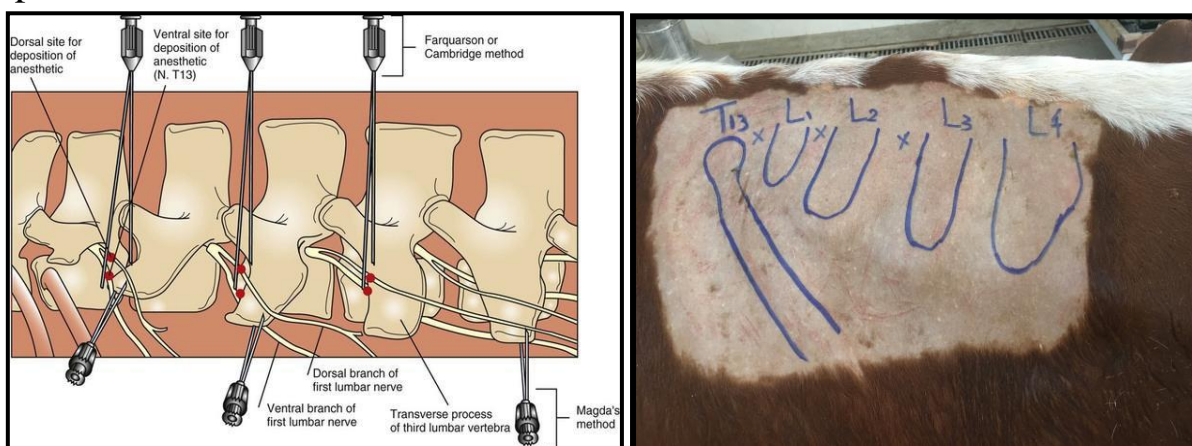 Dorsal site for
deposition of
anesthetic
Ventral site for
deposition of
anesthetic
(N. T13)
Farquarson or
Cambridge method
Dorsal branch of
first lumbar nerve
Ventral branch of
first lumbar nerve
Transverse process
of third lumbar vertebra
Magda's
method
T13 x L1 x L2 x L3 L4